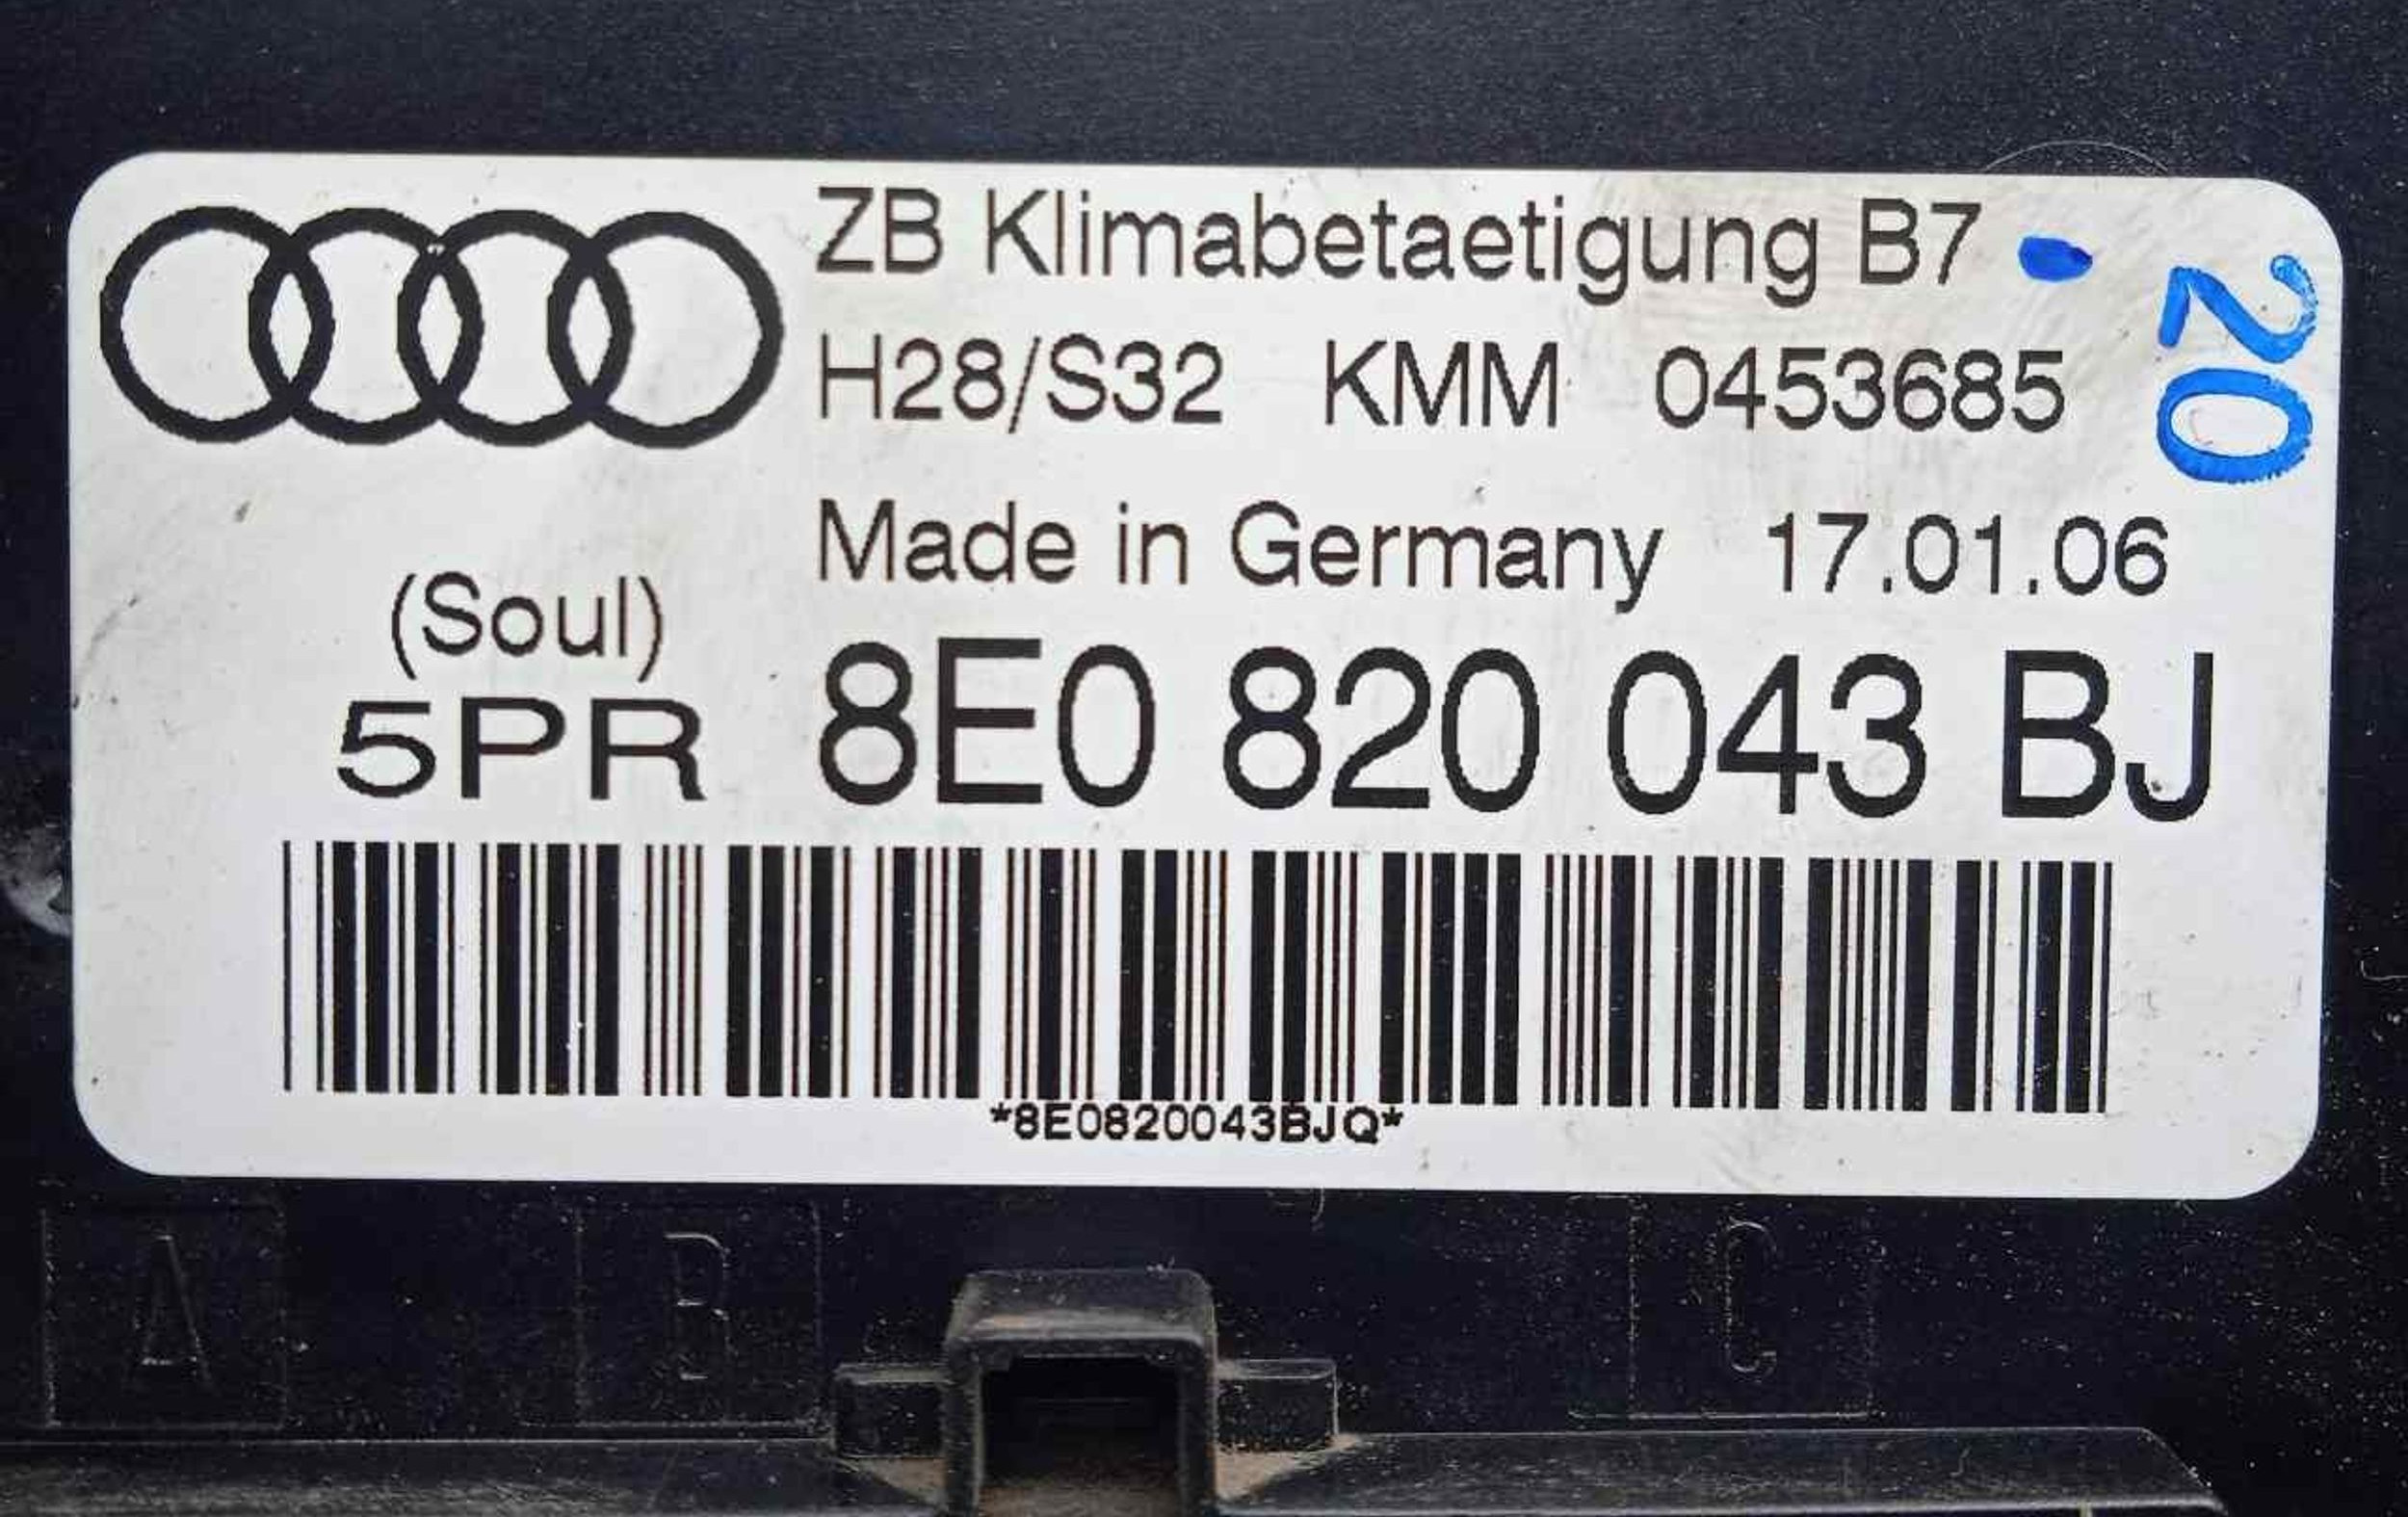 ZB Klimabetaetigung B7
20
H28/S32 KMM 0453685
Made in Germany 17.01.06
(Soul)
5PR 8E0 820 043 BJ
*8E0820043BJQ*
A B C